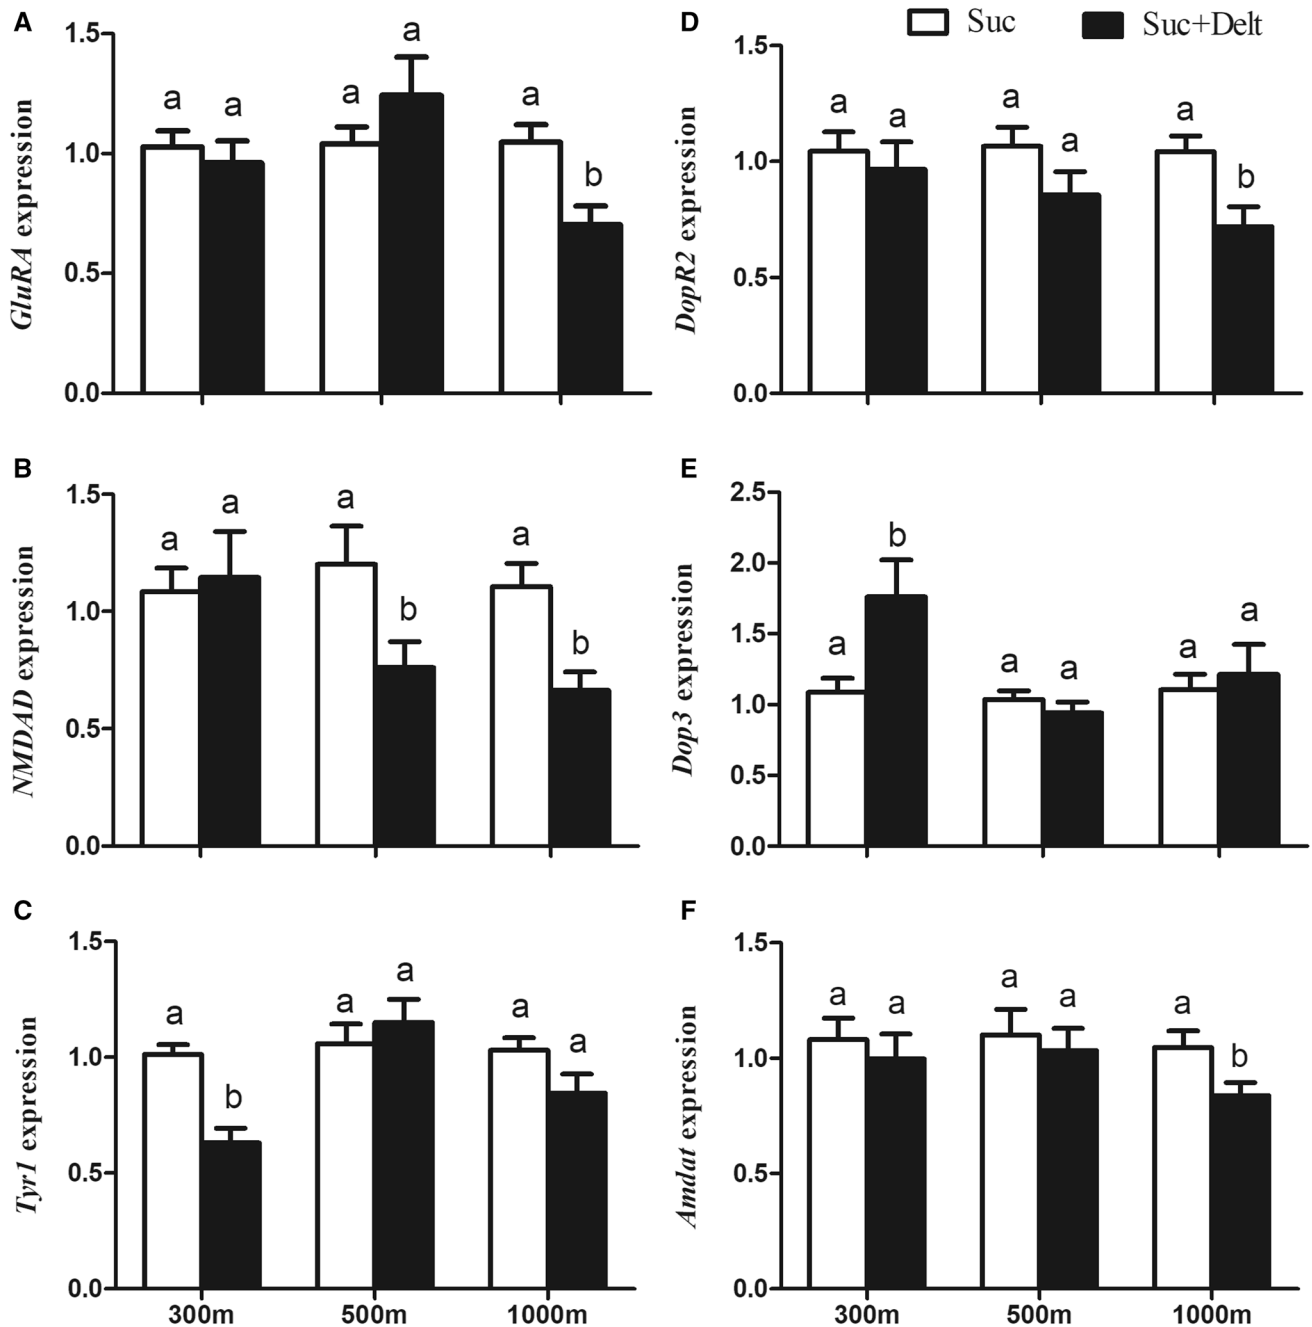 A
1.5
1.0
0.5
0.0
GluRA expression
a a a a a b
D
Suc Suc+Delt
1.5
1.0
0.5
0.0
DopR2 expression
a a a a a b
B
1.5
1.0
0.5
0.0
NMDAD expression
a a a b a b
E
2.5
2.0
1.5
1.0
0.5
0.0
Dop3 expression
a b a a a a
C
1.5
1.0
0.5
0.0
Tyr1 expression
a b a a a a
300m 500m 1000m
F
1.5
1.0
0.5
0.0
Amdat expression
a a a a a b
300m 500m 1000m